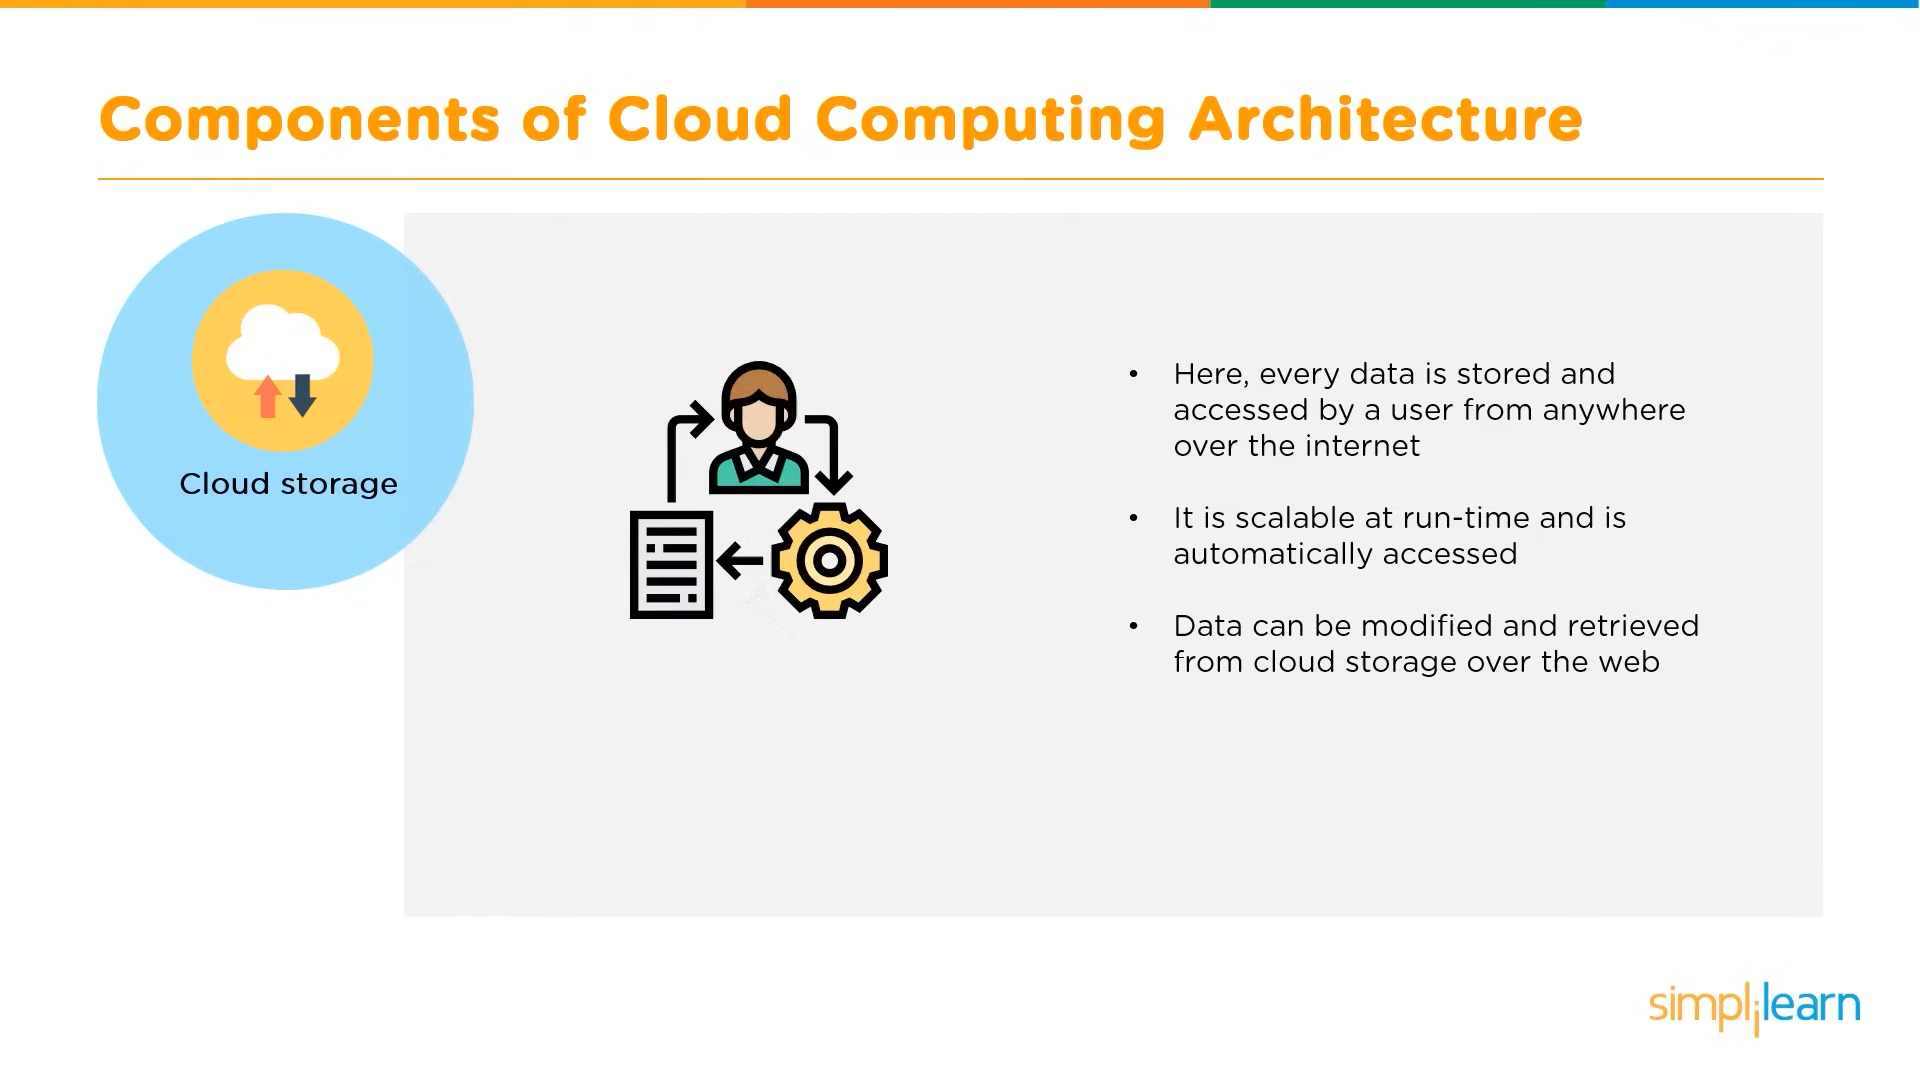 Components of Cloud Computing Architecture
Cloud storage
• Here, every data is stored and
accessed by a user from anywhere
over the internet
• It is scalable at run-time and is
automatically accessed
• Data can be modified and retrieved
from cloud storage over the web
simplilearn